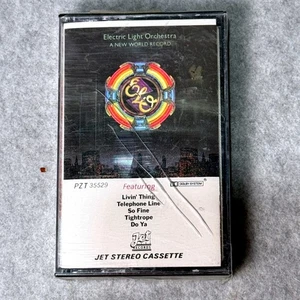 Electric Light Orchestra
A NEW WORLD RECORD
ELO
PZT 35529
Featuring
DOLBY SYSTEM
Livin' Thing
Telephone Line
So Fine
Tightrope
Do Ya
Jet
RECORDS
JET STEREO CASSETTE